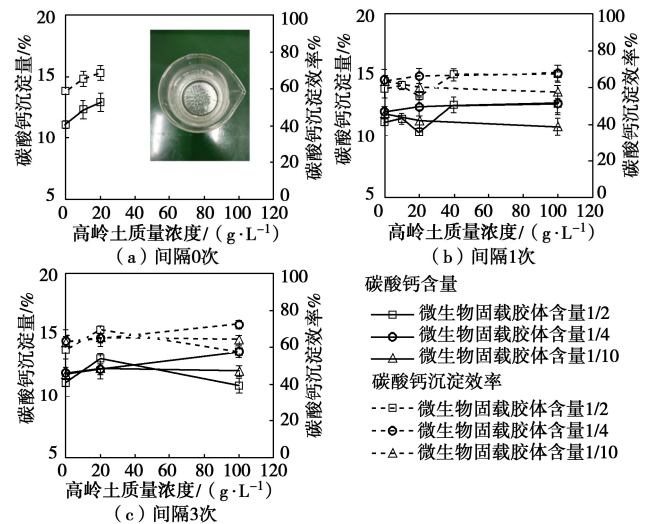 20
15
10
5
碳酸钙沉淀量/%
100
80
60
40
20
0
碳酸钙沉淀效率%
0 20 40 60 80 100 120
高岭土质量浓度/(g·L⁻¹)
(a)间隔0次
20
15
10
5
碳酸钙沉淀量/%
100
80
60
40
20
0
碳酸钙沉淀效率%
0 20 40 60 80 100 120
高岭土质量浓度/(g·L⁻¹)
(b)间隔1次
20
15
10
5
碳酸钙沉淀量/%
100
80
60
40
20
0
碳酸钙沉淀效率%
0 20 40 60 80 100 120
高岭土质量浓度/(g·L⁻¹)
(c)间隔3次
碳酸钙含量
微生物固载胶体含量1/2
微生物固载胶体含量1/4
微生物固载胶体含量1/10
碳酸钙沉淀效率
微生物固载胶体含量1/2
微生物固载胶体含量1/4
微生物固载胶体含量1/10